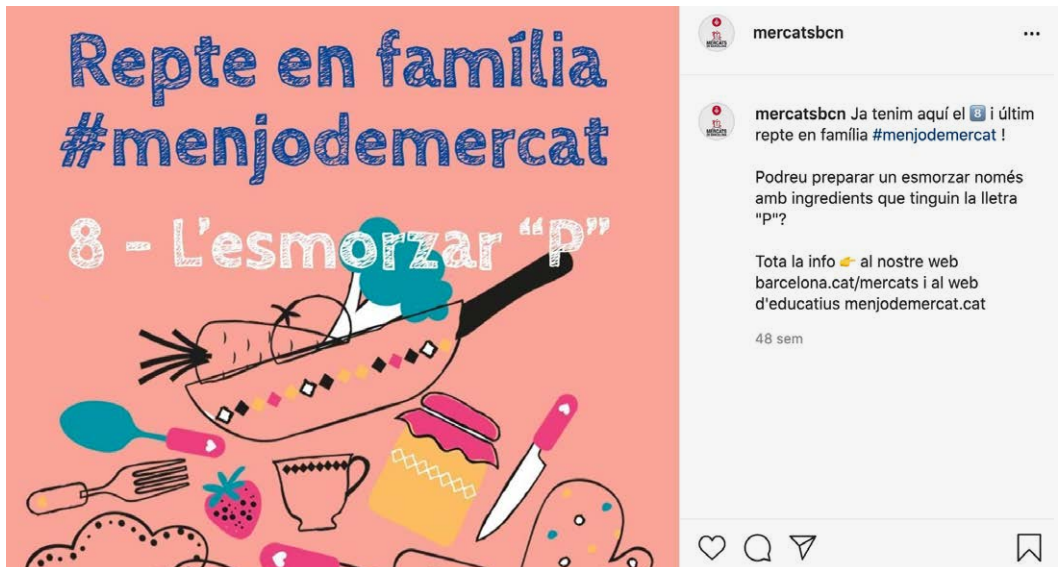 Repte en família
#menjodemercat
8 - L'esmorzar "P"
mercatsbcn
mercatsbcn Ja tenim aquí el 8 i últim
repte en família #menjodemercat !
Podreu preparar un esmorzar només
amb ingredients que tinguin la lletra
"P"?
Tota la info 👉 al nostre web
barcelona.cat/mercats i al web
d'educatius menjodemercat.cat
48 sem